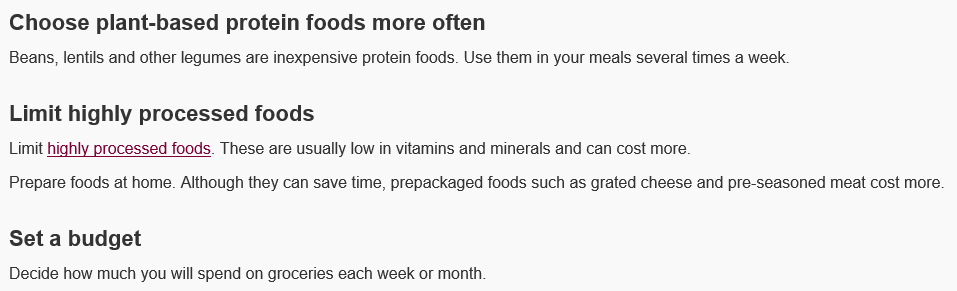 Choose plant-based protein foods more often
Beans, lentils and other legumes are inexpensive protein foods. Use them in your meals several times a week.
Limit highly processed foods
Limit highly processed foods. These are usually low in vitamins and minerals and can cost more.
Prepare foods at home. Although they can save time, prepackaged foods such as grated cheese and pre-seasoned meat cost more.
Set a budget
Decide how much you will spend on groceries each week or month.